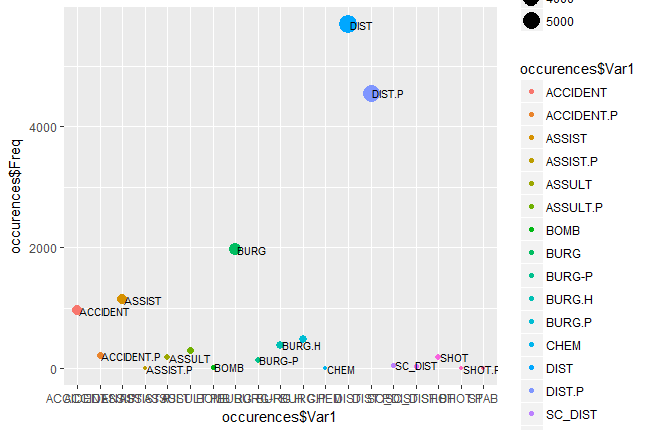 4000
5000
occurences$Var1
ACCIDENT
ACCIDENT.P
ASSIST
ASSIST.P
ASSULT
ASSULT.P
BOMB
BURG
BURG-P
BURG.H
BURG.P
CHEM
DIST
DIST.P
SC_DIST
occurences$Freq
4000
2000
0
DIST
DIST.P
BURG
ASSIST
ACCIDENT
BURG.H
ACCIDENT.P
ASSULT
BURG-P
SHOT
SC_DIST
BOMB
ASSIST.P
CHEM
SHOT.P
occurences$Var1